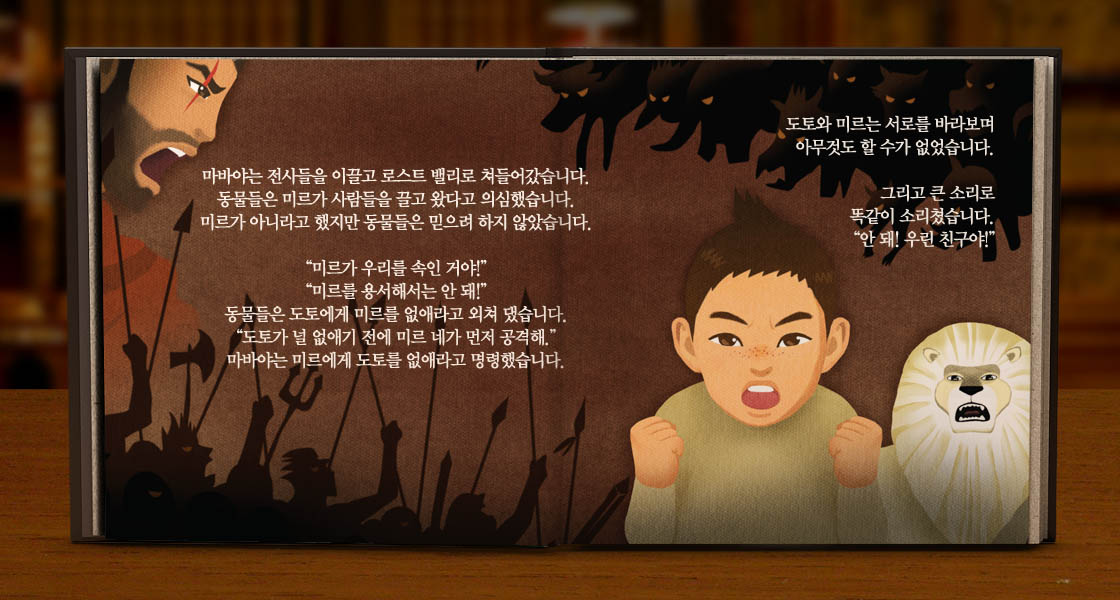 마바야는 전사들을 이끌고 로스트 밸리로 쳐들어갔습니다.
동물들은 미르가 사람들을 끌고 왔다고 의심했습니다.
미르가 아니라고 했지만 동물들은 믿으려 하지 않았습니다.
“미르가 우리를 속인 거야!”
“미르를 용서해서는 안 돼!”
동물들은 도토에게 미르를 없애라고 외쳐 댔습니다.
“도토가 널 없애기 전에 미르 네가 먼저 공격해.”
마바야는 미르에게 도토를 없애라고 명령했습니다.
도토와 미르는 서로를 바라보며
아무것도 할 수가 없었습니다.
그리고 큰 소리로
똑같이 소리쳤습니다.
“안 돼! 우린 친구야!”